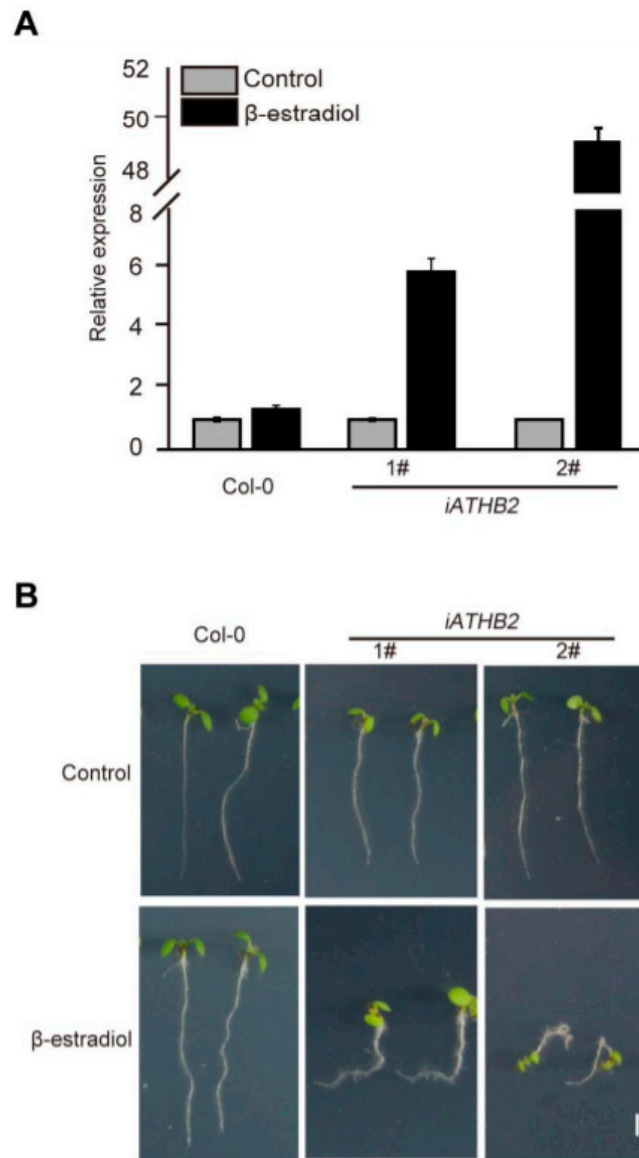 A
52
50
48
8
6
4
2
0
Relative expression
Control
β-estradiol
Col-0
1#
2#
iATHB2
B
Col-0
iATHB2
1#
2#
Control
β-estradiol